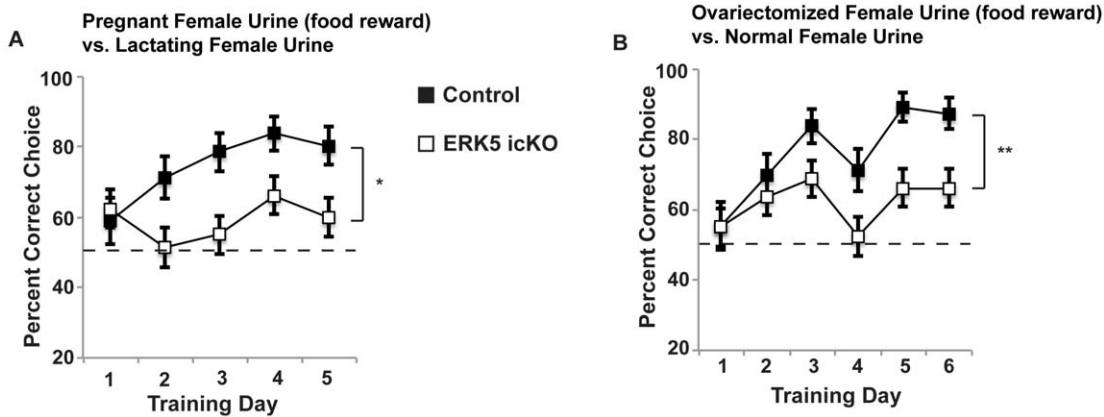 A
Pregnant Female Urine (food reward)
vs. Lactating Female Urine
Percent Correct Choice
100
80
60
40
20
1 2 3 4 5
Training Day
*
Control
ERK5 icKO
B
Ovariectomized Female Urine (food reward)
vs. Normal Female Urine
Percent Correct Choice
100
80
60
40
20
1 2 3 4 5 6
Training Day
**